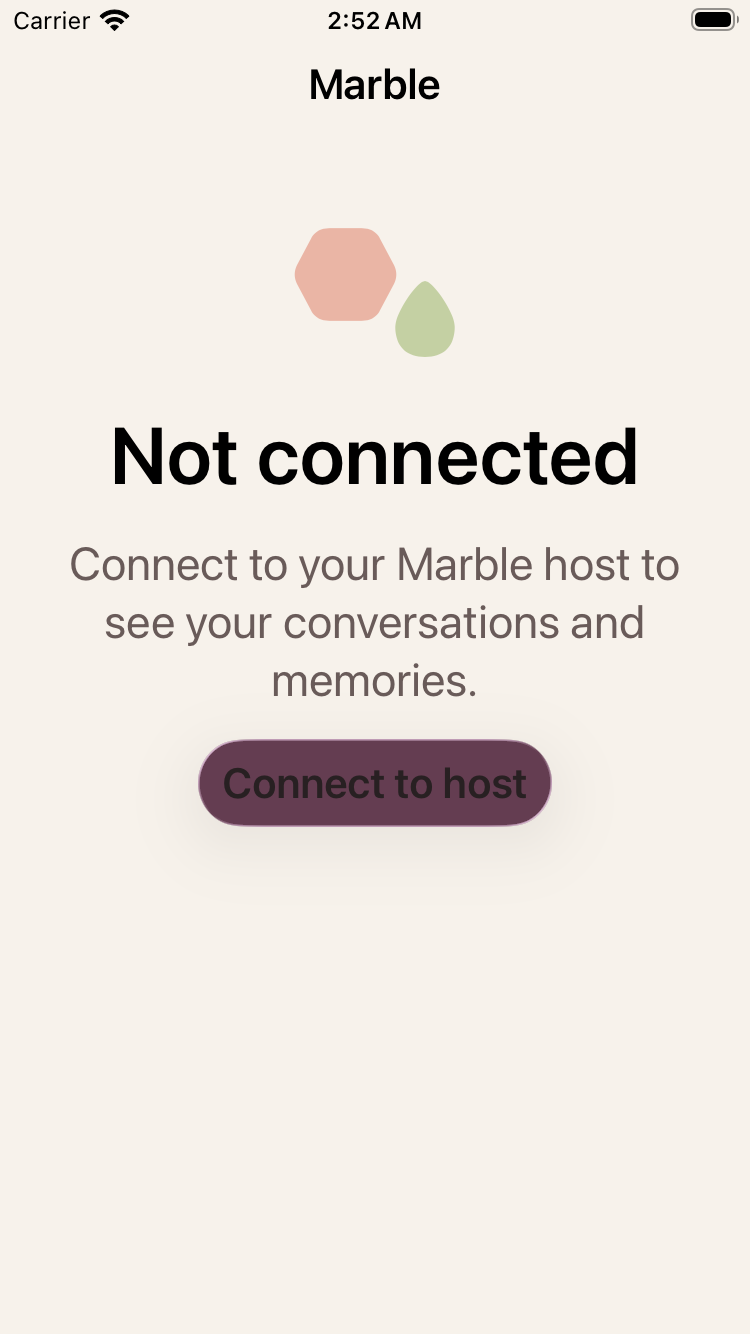 Carrier 2:52 AM
Marble
Not connected
Connect to your Marble host to
see your conversations and
memories.
Connect to host